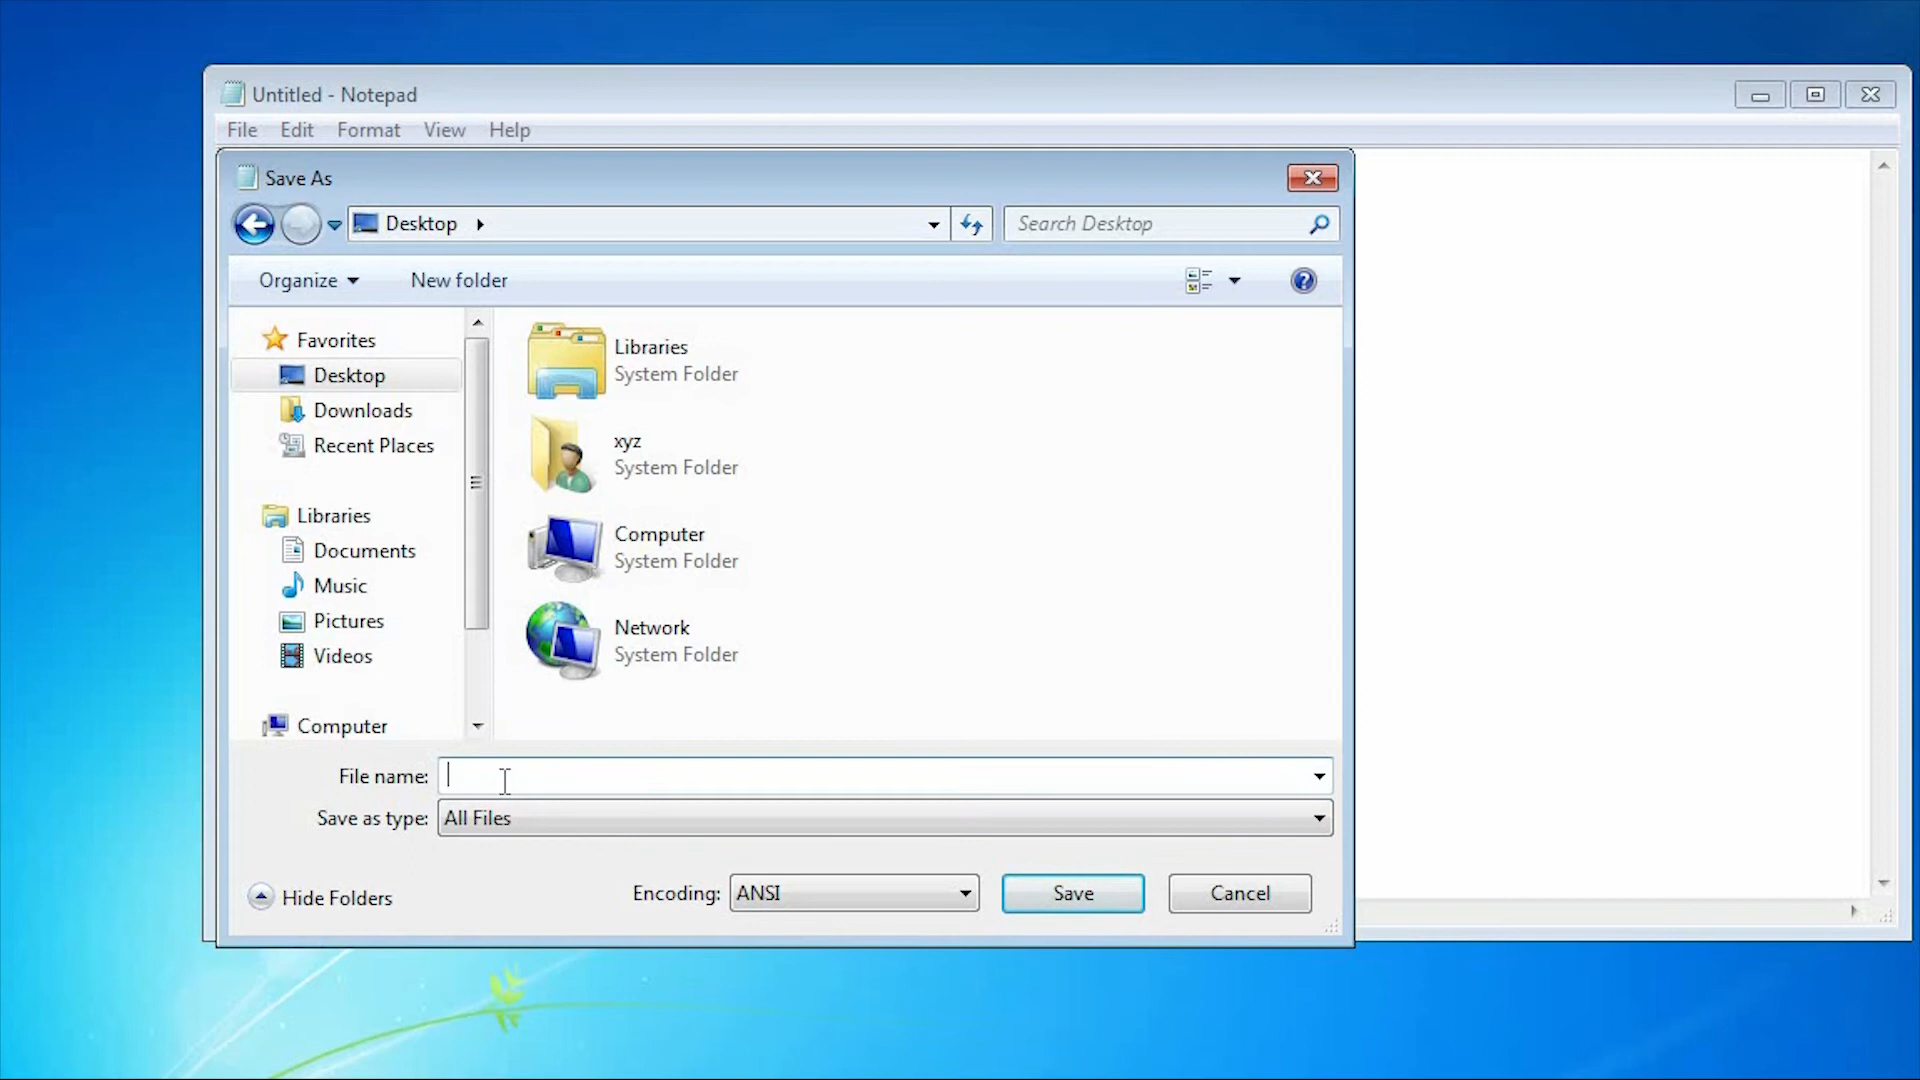 Untitled - Notepad
File Edit Format View Help
Save As
Desktop
Search Desktop
Organize New folder
Favorites
Desktop
Downloads
Recent Places
Libraries
Documents
Music
Pictures
Videos
Computer
Libraries
System Folder
xyz
System Folder
Computer
System Folder
Network
System Folder
File name:
Save as type: All Files
Hide Folders
Encoding: ANSI
Save
Cancel